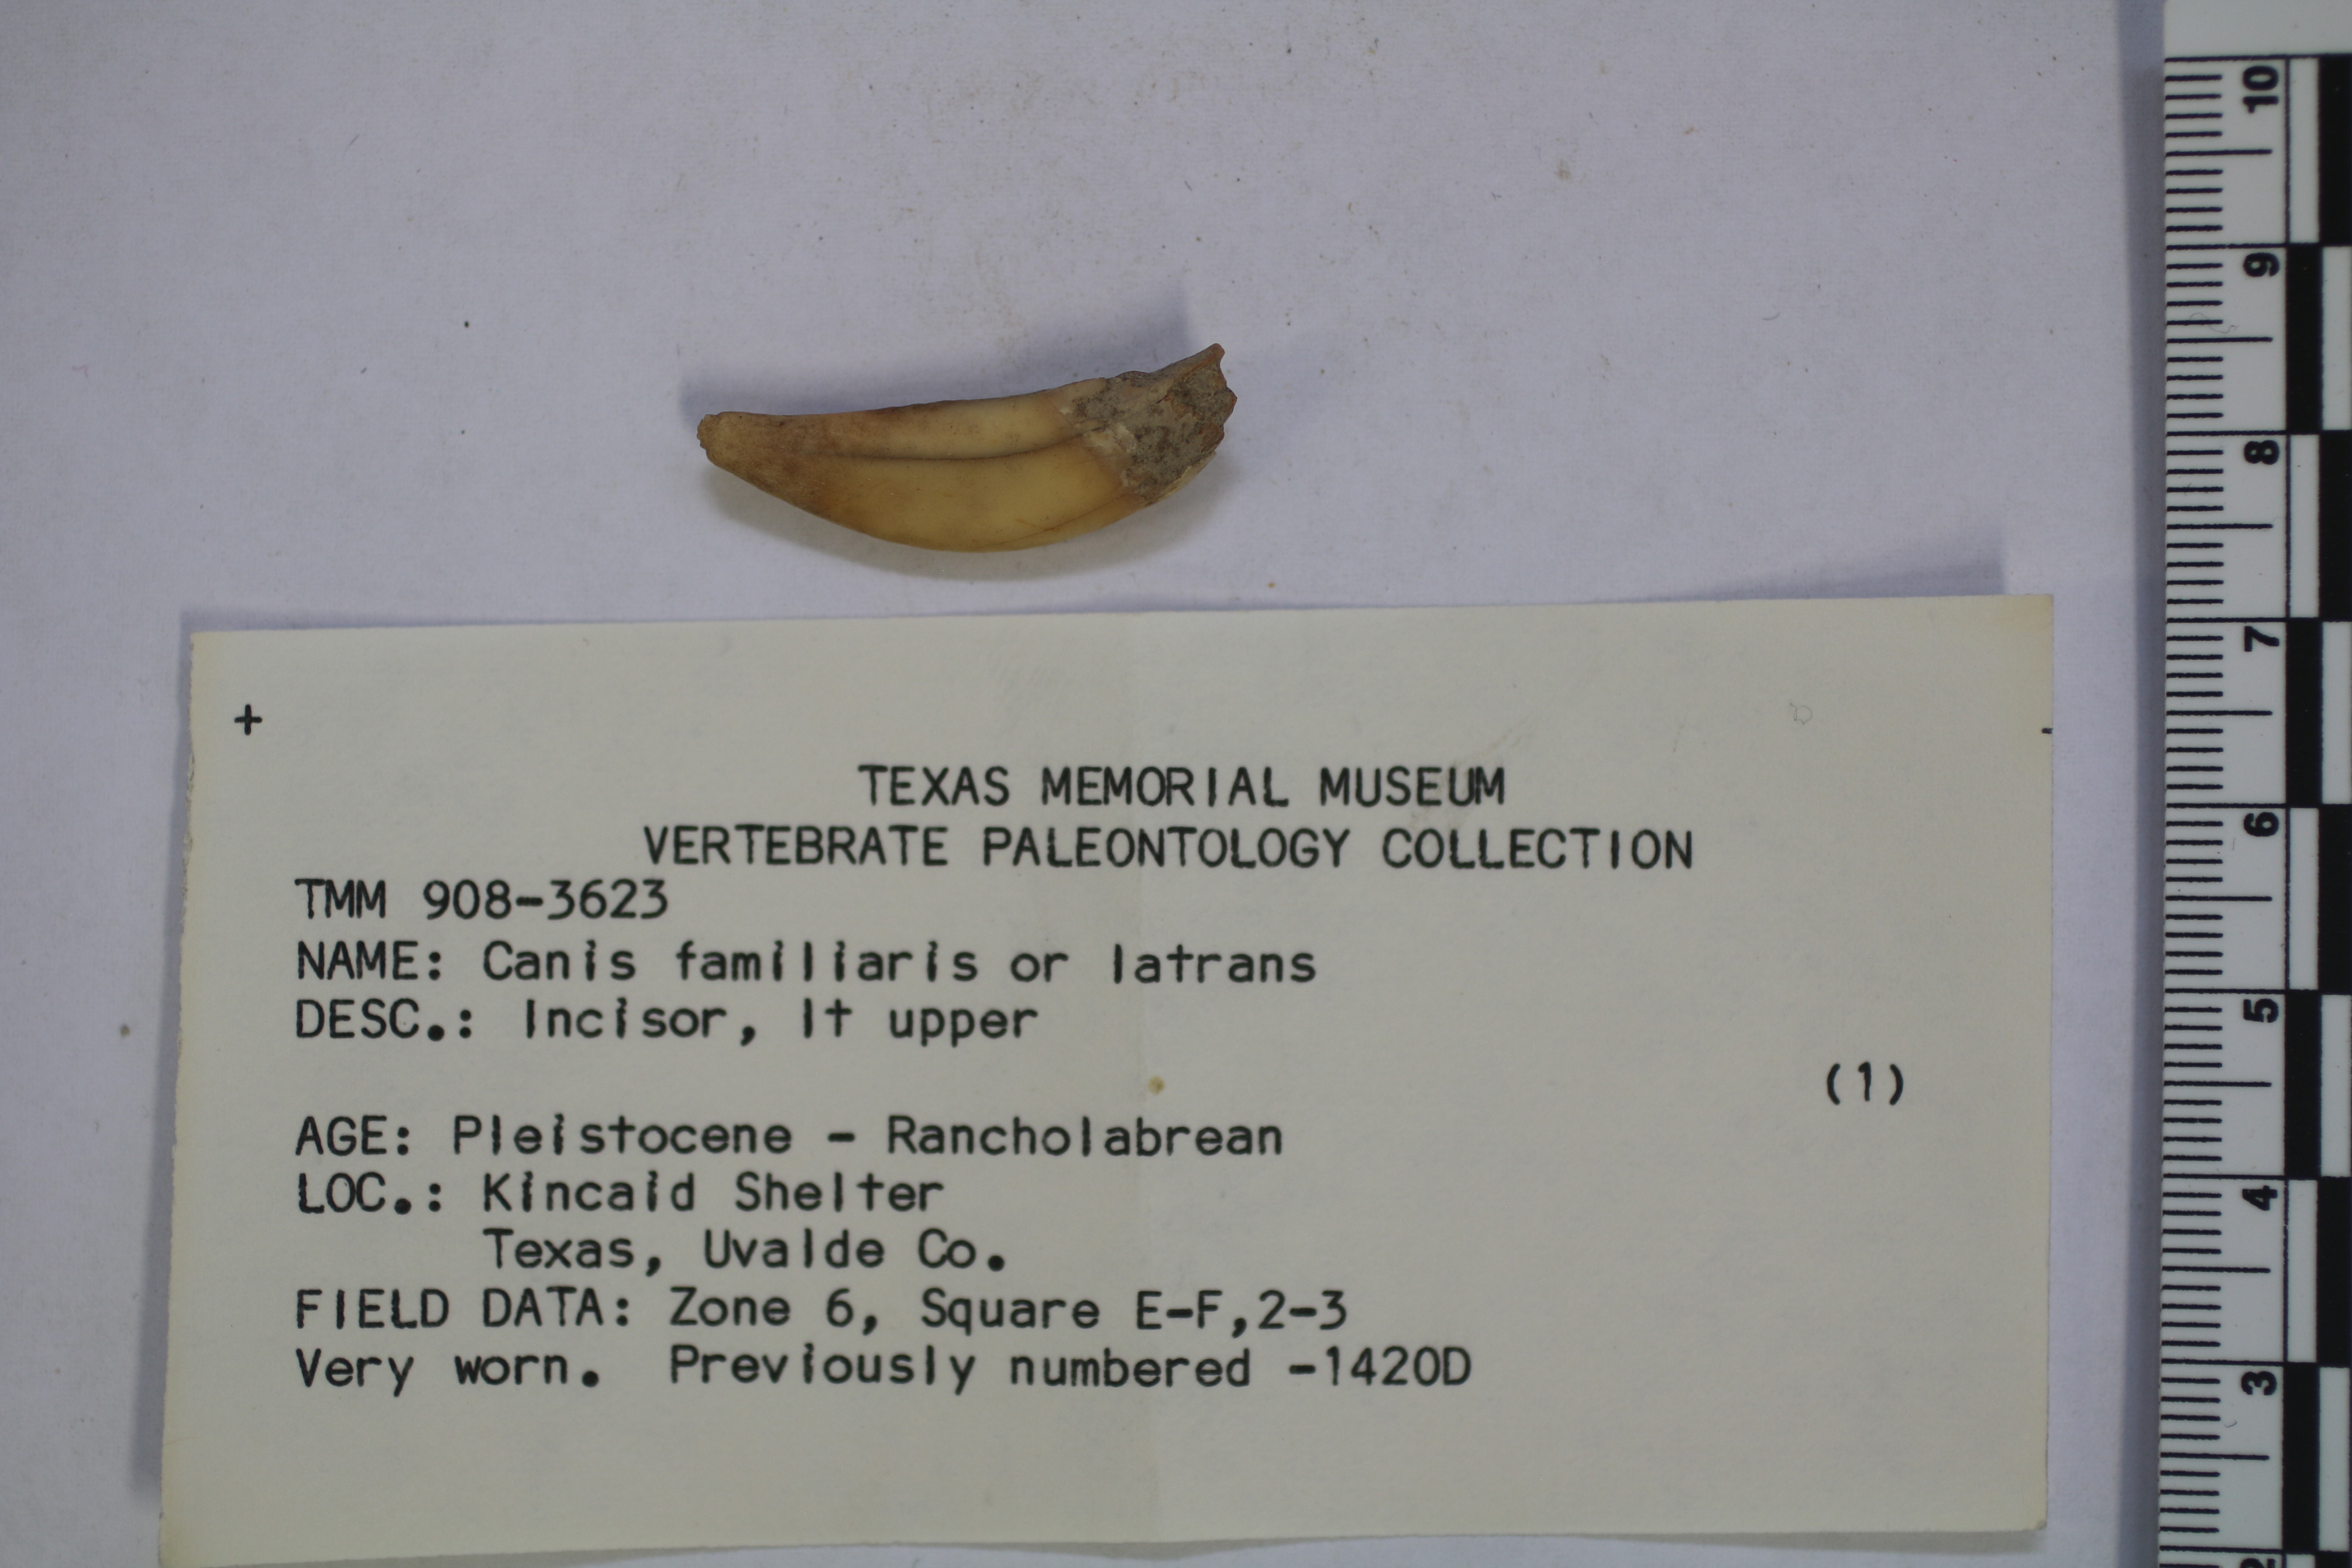 TEXAS MEMORIAL MUSEUM
VERTEBRATE PALEONTOLOGY COLLECTION
TMM 908-3623
NAME: Canis familiaris or latrans
DESC.: Incisor, lt upper
(1)
AGE: Pleistocene - Rancholabrean
LOC.: Kincaid Shelter
Texas, Uvalde Co.
FIELD DATA: Zone 6, Square E-F,2-3
Very worn. Previously numbered -1420D
10
9
8
7
6
5
4
3